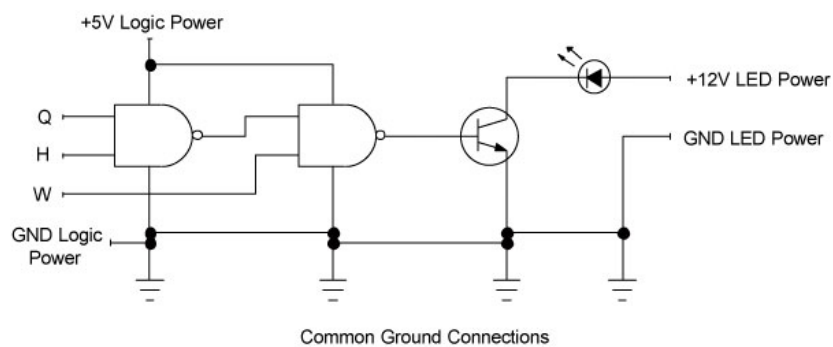 +5V Logic Power
+12V LED Power
Q
GND LED Power
H
W
GND Logic
Power
Common Ground Connections